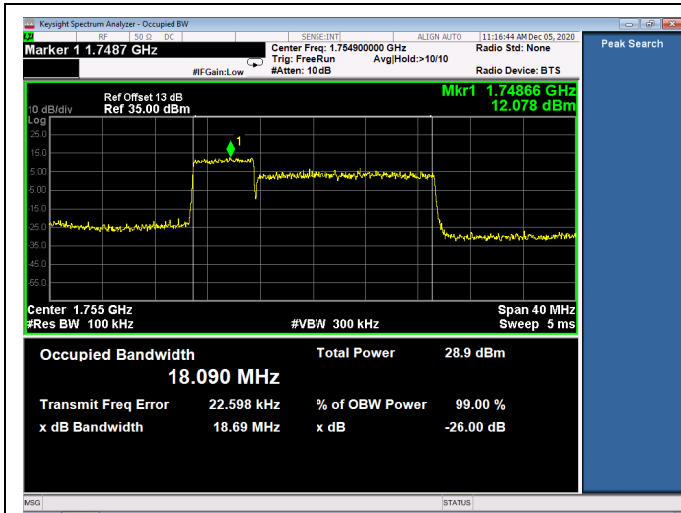 Keysight Spectrum Analyzer - Occupied BW
RF 50 Ω DC SENSE:INT ALIGN AUTO 11:16:44 AM Dec 05, 2020
Marker 1 1.7487 GHz
Center Freq: 1.754900000 GHz
Radio Std: None
Trig: FreeRun Avg|Hold:>10/10
#IFGain:Low #Atten: 10 dB Radio Device: BTS
Peak Search
Ref Offset 13 dB
10 dB/div Ref 35.00 dBm
Mkr1 1.74866 GHz
12.078 dBm
Log
25.0
1
15.0
5.00
-5.00
-15.0
-25.0
-35.0
-45.0
-55.0
Center 1.755 GHz Span 40 MHz
#Res BW 100 kHz #VBW 300 kHz Sweep 5 ms
Occupied Bandwidth Total Power 28.9 dBm
18.090 MHz
Transmit Freq Error 22.598 kHz % of OBW Power 99.00 %
x dB Bandwidth 18.69 MHz x dB -26.00 dB
MSG STATUS